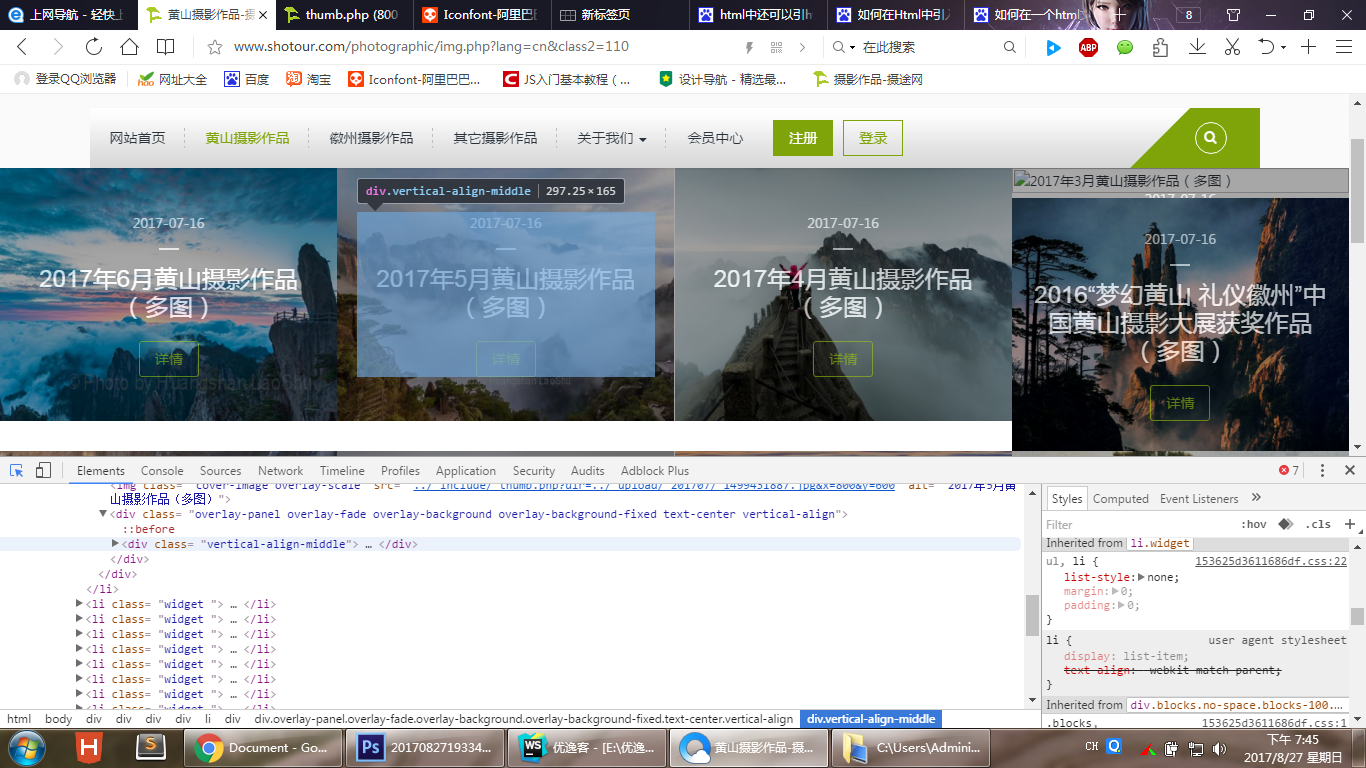 上网导航 - 轻快上
黄山摄影作品-摄
thumb.php (800
Iconfont-阿里巴巴
新标签页
html中还可以引h
如何在Html中引入
如何在一个html
8
www.shotour.com/photographic/img.php?lang=cn&class2=110
在此搜索
ABP
登录QQ浏览器
网址大全
百度
淘宝
Iconfont-阿里巴巴...
JS入门基本教程（ ...
设计导航 - 精选最...
摄影作品-摄途网
网站首页
黄山摄影作品
徽州摄影作品
其它摄影作品
关于我们
会员中心
注册
登录
div.vertical-align-middle 297.25×165
2017年3月黄山摄影作品（多图）
2017-07-16
2017年6月黄山摄影作品
（多图）
详情
© Photo by Huangshan LaoShu
2017-07-16
2017年5月黄山摄影作品
（多图）
详情
2017-07-16
2017年4月黄山摄影作品
（多图）
详情
2017-07-16
2016“梦幻黄山 礼仪徽州”中
国黄山摄影大展获奖作品
（多图）
详情
Elements Console Sources Network Timeline Profiles Application Security Audits Adblock Plus
7
<img class= "cover-image overlay-scale" src= "../include/thumb.php?dir=../upload/201707/1499431887.jpg&x=800&y=600" alt= "2017年5月黄
山摄影作品（多图）">
<div class= "overlay-panel overlay-fade overlay-background overlay-background-fixed text-center vertical-align">
::before
<div class= "vertical-align-middle"> … </div>
</div>
</div>
</li>
<li class= "widget "> … </li>
<li class= "widget "> … </li>
<li class= "widget "> … </li>
<li class= "widget "> … </li>
<li class= "widget "> … </li>
<li class= "widget "> … </li>
<li class= "widget "> … </li>
<li class= "widget "> … </li>
html body div div div div li div div.overlay-panel.overlay-fade.overlay-background.overlay-background-fixed.text-center.vertical-align div.vertical-align-middle
Styles Computed Event Listeners
Filter :hov .cls
Inherited from li.widget
ul, li { 153625d3611686df.css:22
list-style: none;
margin: 0;
padding: 0;
}
li { user agent stylesheet
display: list-item;
text-align: -webkit-match-parent;
}
Inherited from div.blocks.no-space.blocks-100....
.blocks, 153625d3611686df.css:1
Document - Go...
2017082719334...
优逸客 - [E:\优逸...
黄山摄影作品-摄...
C:\Users\Admini...
CH
下午 7:45
2017/8/27 星期日